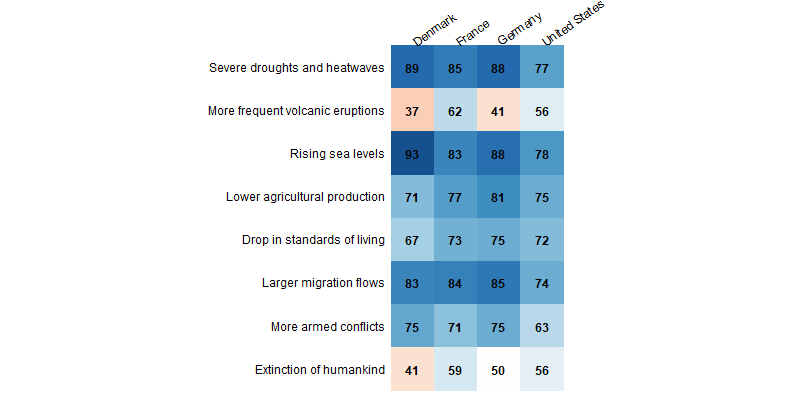 Denmark France Germany United States
Severe droughts and heatwaves 89 85 88 77
More frequent volcanic eruptions 37 62 41 56
Rising sea levels 93 83 88 78
Lower agricultural production 71 77 81 75
Drop in standards of living 67 73 75 72
Larger migration flows 83 84 85 74
More armed conflicts 75 71 75 63
Extinction of humankind 41 59 50 56